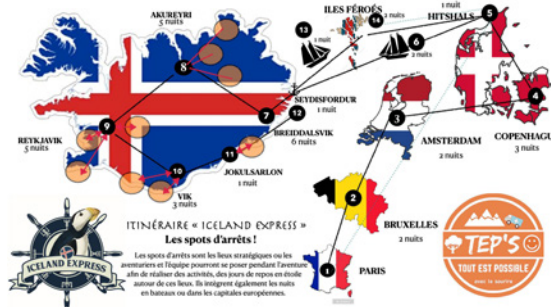 AKUREYRI
5 nuits
8
ILES FÉROÉS
2 nuits
14
13
1 nuit
1 nuit
HITSHALS
5
6
2 nuits
SEYDISFORDUR
1 nuit
7
12
BREIDDALSVIK
6 nuits
REYKJAVIK
5 nuits
9
10
VIK
3 nuits
11
JOKULSARLON
1 nuit
3
AMSTERDAM
2 nuits
4
COPENHAGU
3 nuits
2
BRUXELLES
2 nuits
1
PARIS
ITINÉRAIRE « ICELAND EXPRESS »
Les spots d'arrêts !
Les spots d'arrêts sont les lieux stratégiques ou les
aventuriers et l'équipe pourront se poser pendant l'aventure
afin de réaliser des activités, des jours de repos en étoile
autour de ces lieux. Ils intègrent également les nuits
en bateaux ou dans les capitales européennes.
ICELAND EXPRESS
TEP'S
TOUT EST POSSIBLE
avec le sourire